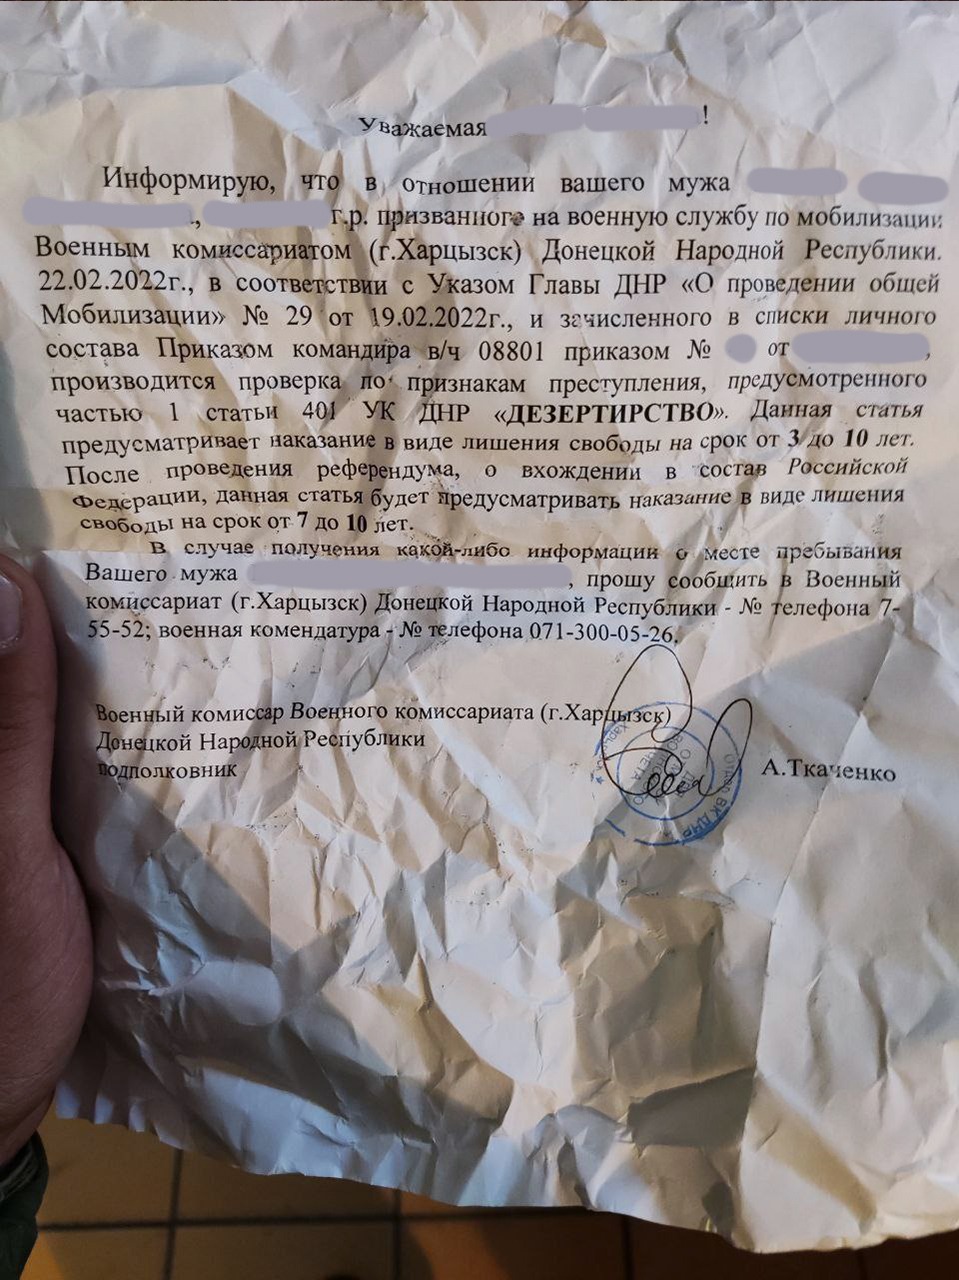 Уважаемая !
Информирую, что в отношении вашего мужа
, г.р. призванного на военную службу по мобилизации
Военным комиссариатом (г.Харцызск) Донецкой Народной Республики.
22.02.2022г., в соответствии с Указом Главы ДНР «О проведении общей
Мобилизации» № 29 от 19.02.2022г., и зачисленного в списки личного
состава Приказом командира в/ч 08801 приказом № от ,
производится проверка по признакам преступления, предусмотренного
частью 1 статьи 401 УК ДНР «ДЕЗЕРТИРСТВО». Данная статья
предусматривает наказание в виде лишения свободы на срок от 3 до 10 лет.
После проведения референдума, о вхождении в состав Российской
Федерации, данная статья будет предусматривать наказание в виде лишения
свободы на срок от 7 до 10 лет.
В случае получения какой-либо информации о месте пребывания
Вашего мужа , прошу сообщить в Военный
комиссариат (г.Харцызск) Донецкой Народной Республики - № телефона 7-
55-52; военная комендатура - № телефона 071-300-05-26.
Военный комиссар Военного комиссариата (г.Харцызск)
Донецкой Народной Республики
подполковник
А.Ткаченко
Отдел ВК ДНР